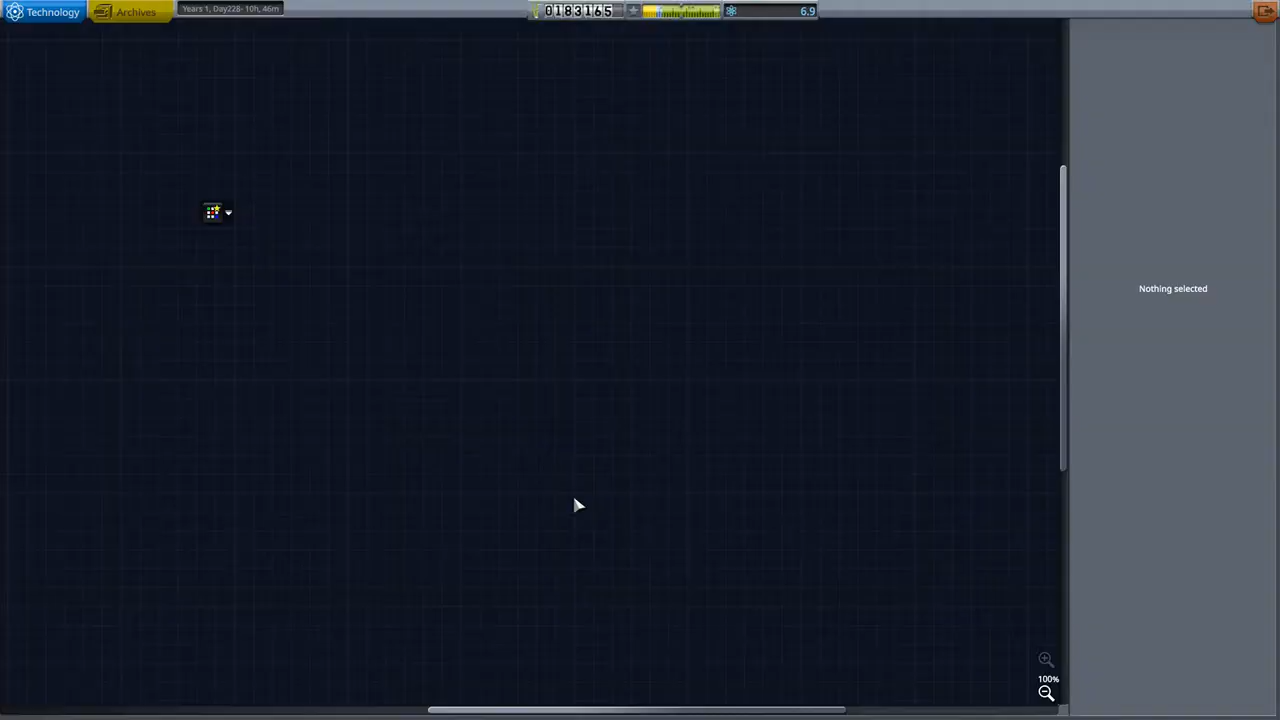 Technology
Archives
Years 1, Day228- 10h, 46m
0183165
6.9
Nothing selected
100%